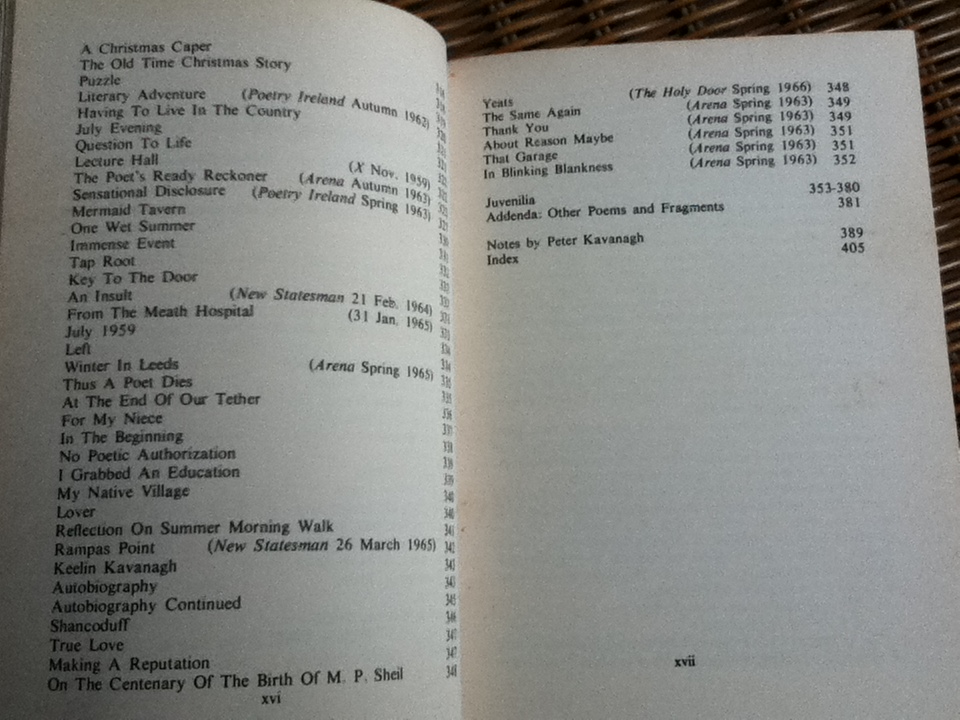 A Christmas Caper
The Old Time Christmas Story
Puzzle
Literary Adventure (Poetry Ireland Autumn 1962)
Having To Live In The Country
July Evening
Question To Life
Lecture Hall
The Poet's Ready Reckoner (X Nov. 1959)
Sensational Disclosure (Arena Autumn 1963)
Mermaid Tavern (Poetry Ireland Spring 1963)
One Wet Summer
Immense Event
Tap Root
Key To The Door
An Insult
From The Meath Hospital (New Statesman 21 Feb. 1964)
July 1959 (31 Jan. 1965)
Left
Winter In Leeds
Thus A Poet Dies (Arena Spring 1965)
At The End Of Our Tether
For My Niece
In The Beginning
No Poetic Authorization
I Grabbed An Education
My Native Village
Lover 340
Reflection On Summer Morning Walk 341
Rampas Point (New Statesman 26 March 1965) 342
Keelin Kavanagh 343
Autobiography 343
Autobiography Continued 345
Shancoduff 346
True Love 347
Making A Reputation 347
On The Centenary Of The Birth Of M. P. Sheil 348
xvi
Yeats (The Holy Door Spring 1966) 348
The Same Again (Arena Spring 1963) 349
Thank You (Arena Spring 1963) 349
About Reason Maybe (Arena Spring 1963) 351
That Garage (Arena Spring 1963) 351
In Blinking Blankness (Arena Spring 1963) 352
Juvenilia 353-380
Addenda: Other Poems and Fragments 381
Notes by Peter Kavanagh 389
Index 405
xvii